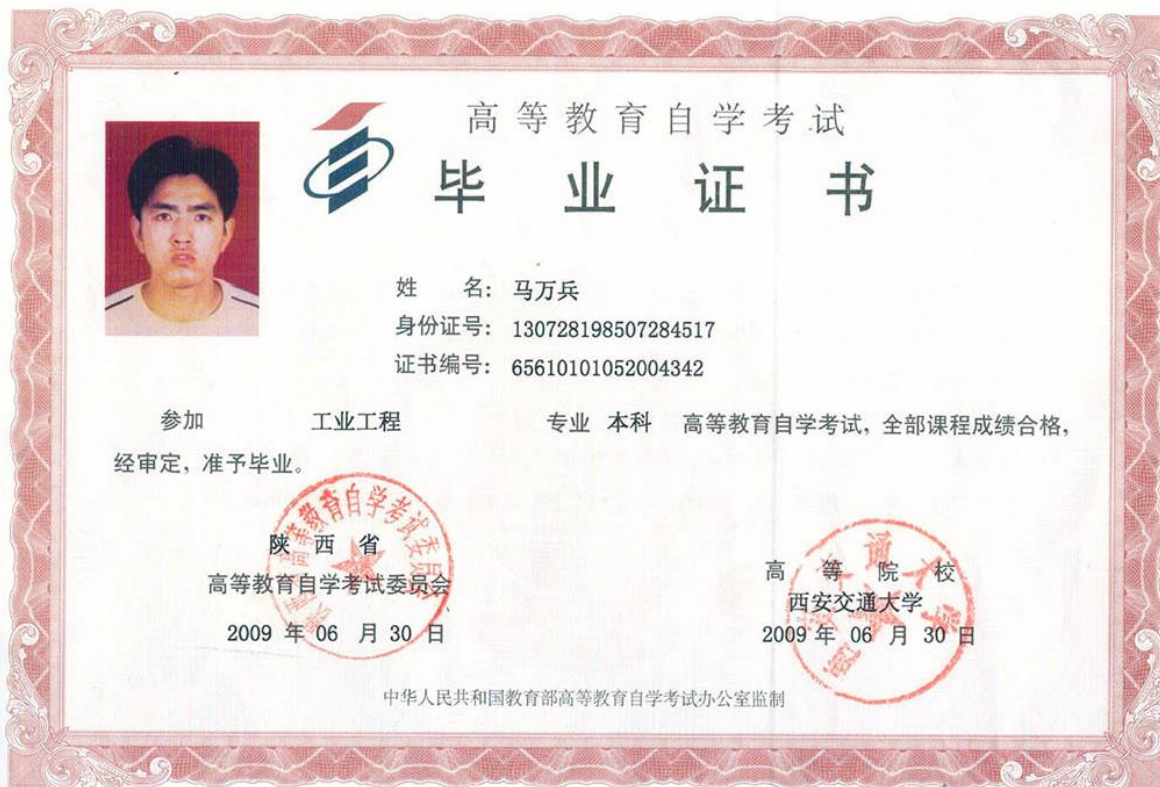 高等教育自学考试
毕业证书
姓 名: 马万兵
身份证号: 130728198507284517
证书编号: 65610101052004342
参加 工业工程 专业 本科 高等教育自学考试, 全部课程成绩合格,
经审定, 准予毕业。
陕西省
高等教育自学考试委员会
2009 年 06 月 30 日
高等院校
西安交通大学
2009 年 06 月 30 日
中华人民共和国教育部高等教育自学考试办公室监制